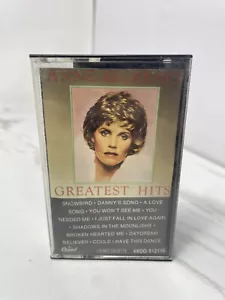 GREATEST HITS
SNOWBIRD • DANNY'S SONG • A LOVE
SONG • YOU WON'T SEE ME • YOU
NEEDED ME • I JUST FALL IN LOVE AGAIN
• SHADOWS IN THE MOONLIGHT •
BROKEN HEARTED ME • DAYDREAM
BELIEVER • COULD I HAVE THIS DANCE
Capitol